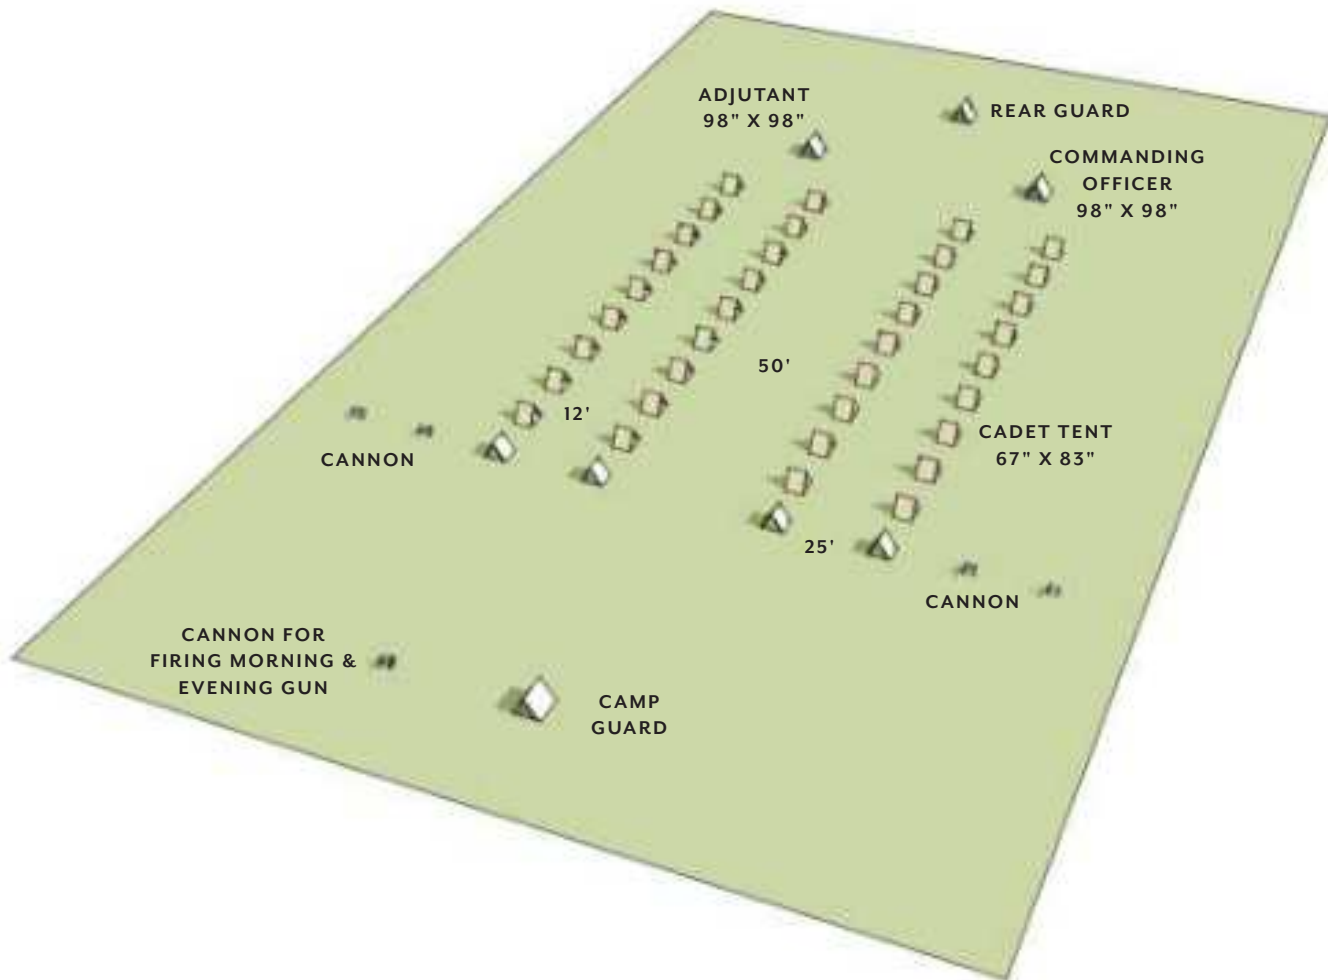 ADJUTANT
98" X 98"
REAR GUARD
COMMANDING
OFFICER
98" X 98"
50'
12'
CADET TENT
67" X 83"
CANNON
25'
CANNON
CANNON FOR
FIRING MORNING &
EVENING GUN
CAMP
GUARD